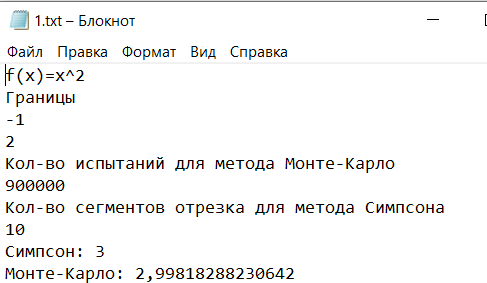 1.txt – Блокнот
Файл Правка Формат Вид Справка
f(x)=x^2
Границы
-1
2
Кол-во испытаний для метода Монте-Карло
900000
Кол-во сегментов отрезка для метода Симпсона
10
Симпсон: 3
Монте-Карло: 2,99818288230642